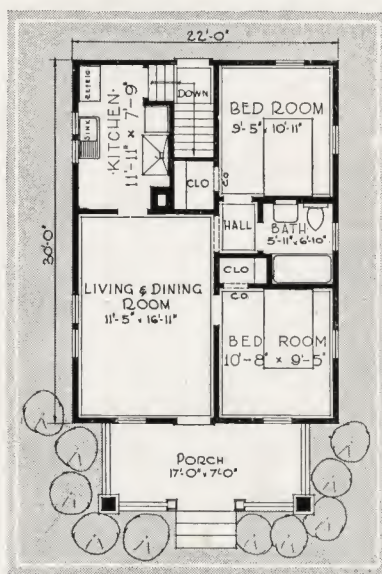 22'-0"
30'-0"
REFRIG
SINK
KITCHEN
11'-11" x 7'-9"
DOWN
BED ROOM
9'-5" x 10'-11"
CLO
CO
HALL
BATH
5'-11" x 6'-10"
LIVING & DINING
ROOM
11'-5" x 16'-11"
CLO
CO
BED ROOM
10'-8" x 9'-5"
PORCH
17'-0" x 7'-0"